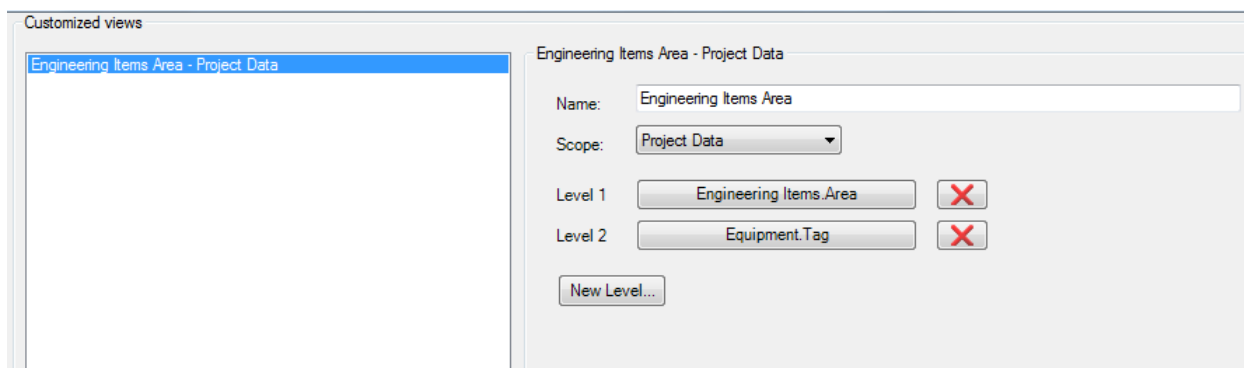 Customized views
Engineering Items Area - Project Data
Engineering Items Area - Project Data
Name: Engineering Items Area
Scope: Project Data
Level 1 Engineering Items.Area
Level 2 Equipment.Tag
New Level...